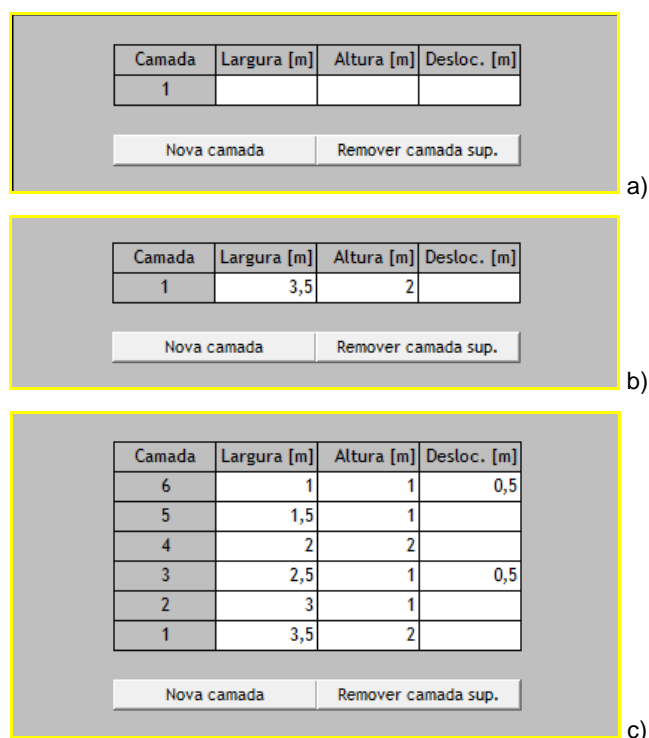 Camada Largura [m] Altura [m] Desloc. [m]
1
Nova camada Remover camada sup.
a)
Camada Largura [m] Altura [m] Desloc. [m]
1 3,5 2
Nova camada Remover camada sup.
b)
Camada Largura [m] Altura [m] Desloc. [m]
6 1 1 0,5
5 1,5 1
4 2 2
3 2,5 1 0,5
2 3 1
1 3,5 2
Nova camada Remover camada sup.
c)